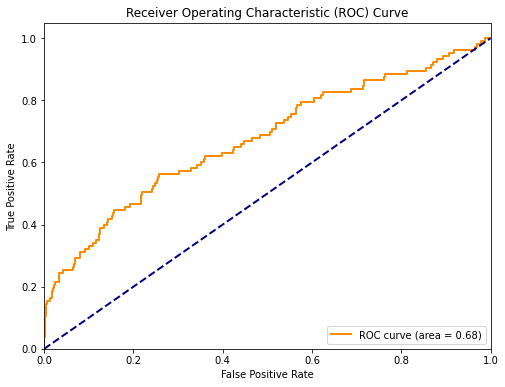 Receiver Operating Characteristic (ROC) Curve
True Positive Rate
1.0
0.8
0.6
0.4
0.2
0.0
0.0 0.2 0.4 0.6 0.8 1.0
False Positive Rate
ROC curve (area = 0.68)